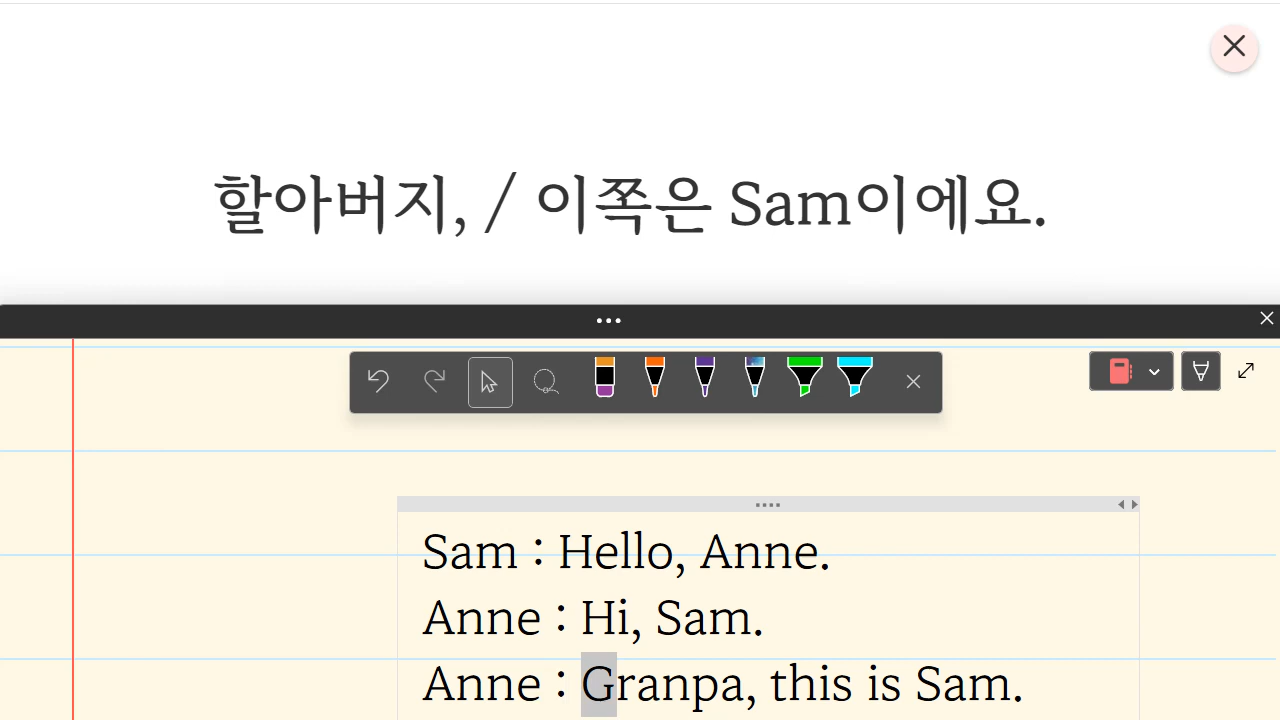 할아버지, / 이쪽은 Sam이에요.
Sam : Hello, Anne.
Anne : Hi, Sam.
Anne : Granpa, this is Sam.